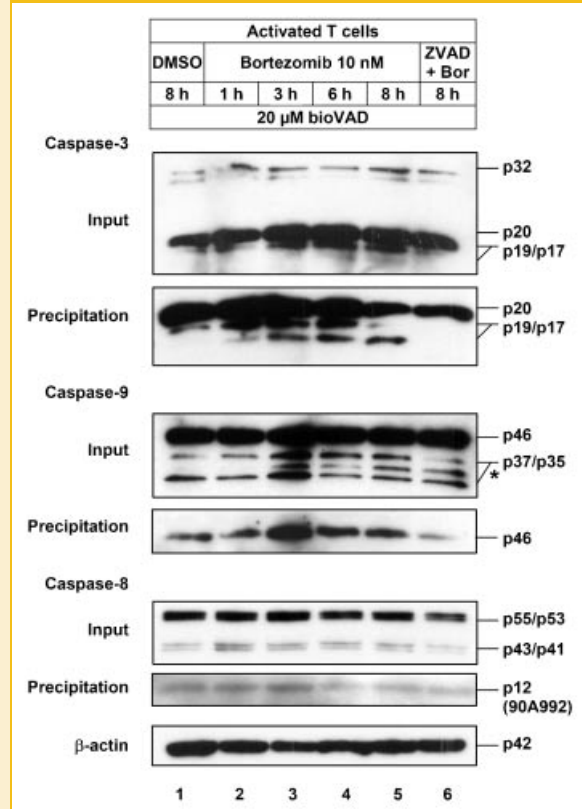 Activated T cells
DMSO Bortezomib 10 nM ZVAD + Bor
8 h 1 h 3 h 6 h 8 h 8 h
20 µM bioVAD
Caspase-3
Input
p32
p20
p19/p17
Precipitation
p20
p19/p17
Caspase-9
Input
p46
p37/p35
*
Precipitation
p46
Caspase-8
Input
p55/p53
p43/p41
Precipitation
p12
(90A992)
β-actin
p42
1 2 3 4 5 6